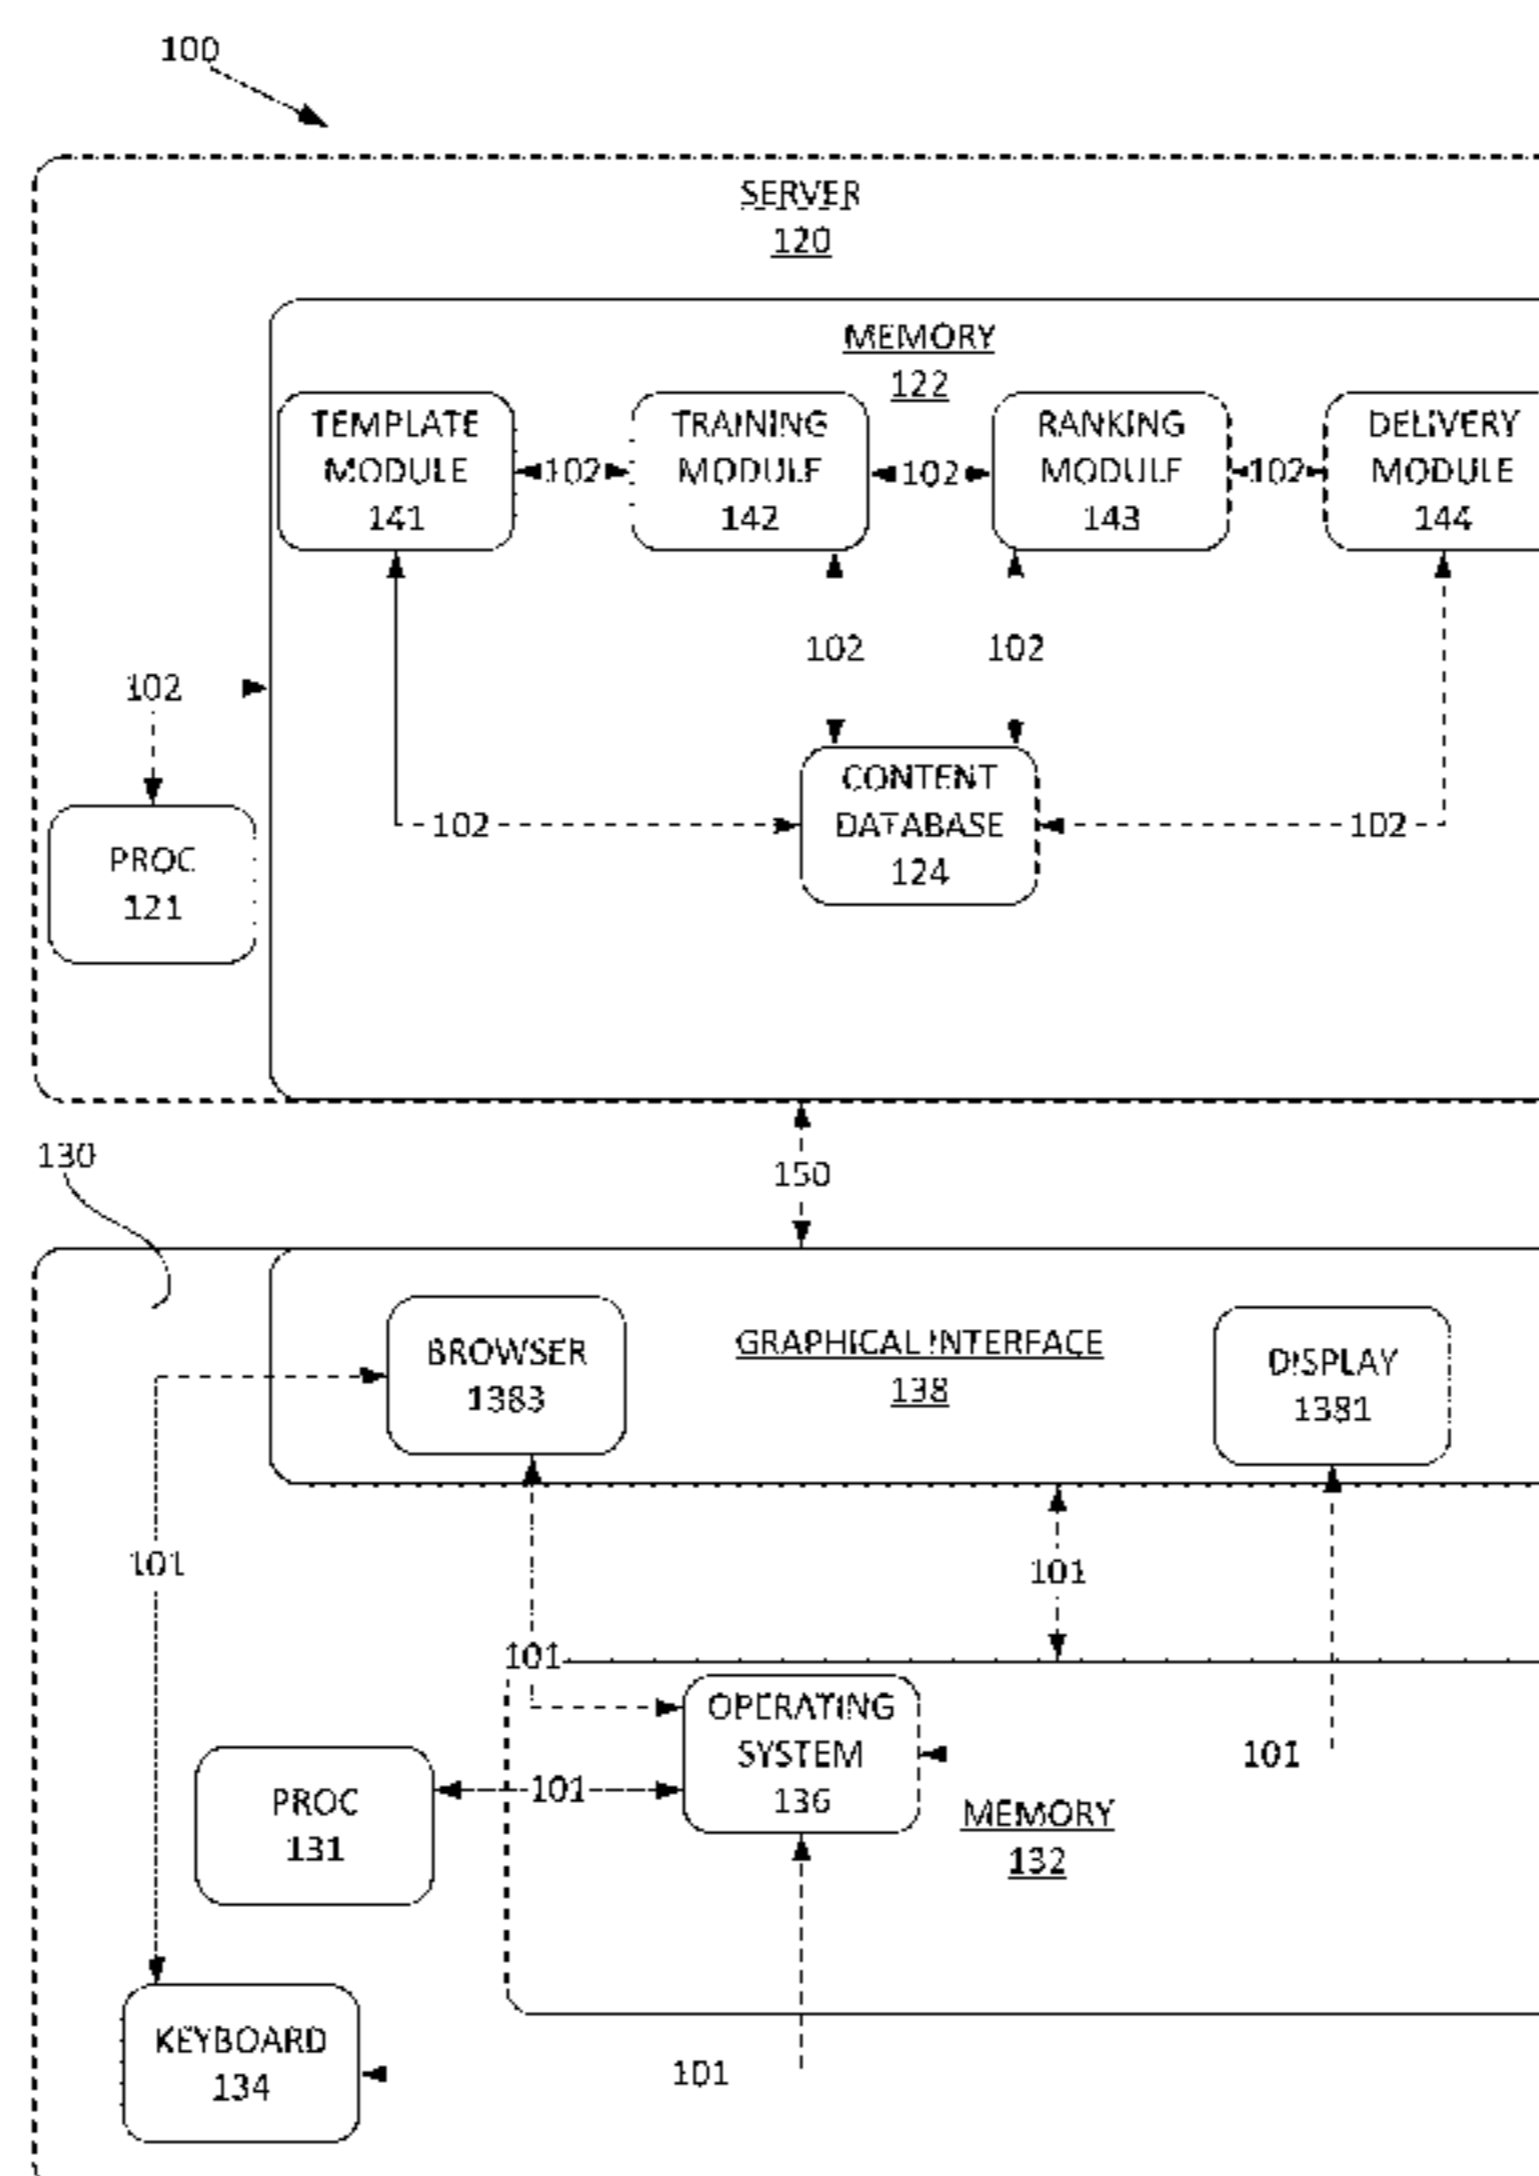 100
SERVER
120
MEMORY
122
TEMPLATE
MODULE
141
102
TRAINING
MODULE
142
102
RANKING
MODULE
143
102
DELIVERY
MODULE
144
102
102
102
CONTENT
DATABASE
124
102
102
PROC
121
130
150
BROWSER
1383
GRAPHICAL INTERFACE
138
DISPLAY
1381
101
101
101
OPERATING
SYSTEM
136
101
101
PROC
131
MEMORY
132
KEYBOARD
134
101